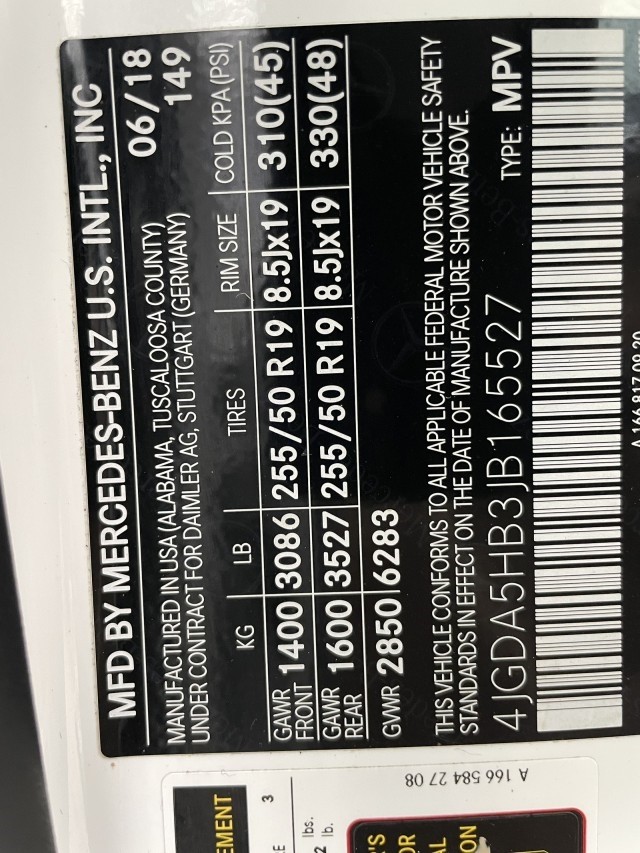 MFD BY MERCEDES-BENZ U.S. INTL., INC
06/18
MANUFACTURED IN USA (ALABAMA, TUSCALOOSA COUNTY)
UNDER CONTRACT FOR DAIMLER AG, STUTTGART (GERMANY)
149
KG LB TIRES RIM SIZE COLD KPA (PSI)
GAWR FRONT 1400 3086 255/50 R19 8.5Jx19 310(45)
GAWR REAR 1600 3527 255/50 R19 8.5Jx19 330(48)
GVWR 2850 6283
THIS VEHICLE CONFORMS TO ALL APPLICABLE FEDERAL MOTOR VEHICLE SAFETY
STANDARDS IN EFFECT ON THE DATE OF MANUFACTURE SHOWN ABOVE.
4JGDA5HB3JB165527 TYPE: MPV
A 166 584 27 08
EMENT
3
lbs.
lb.